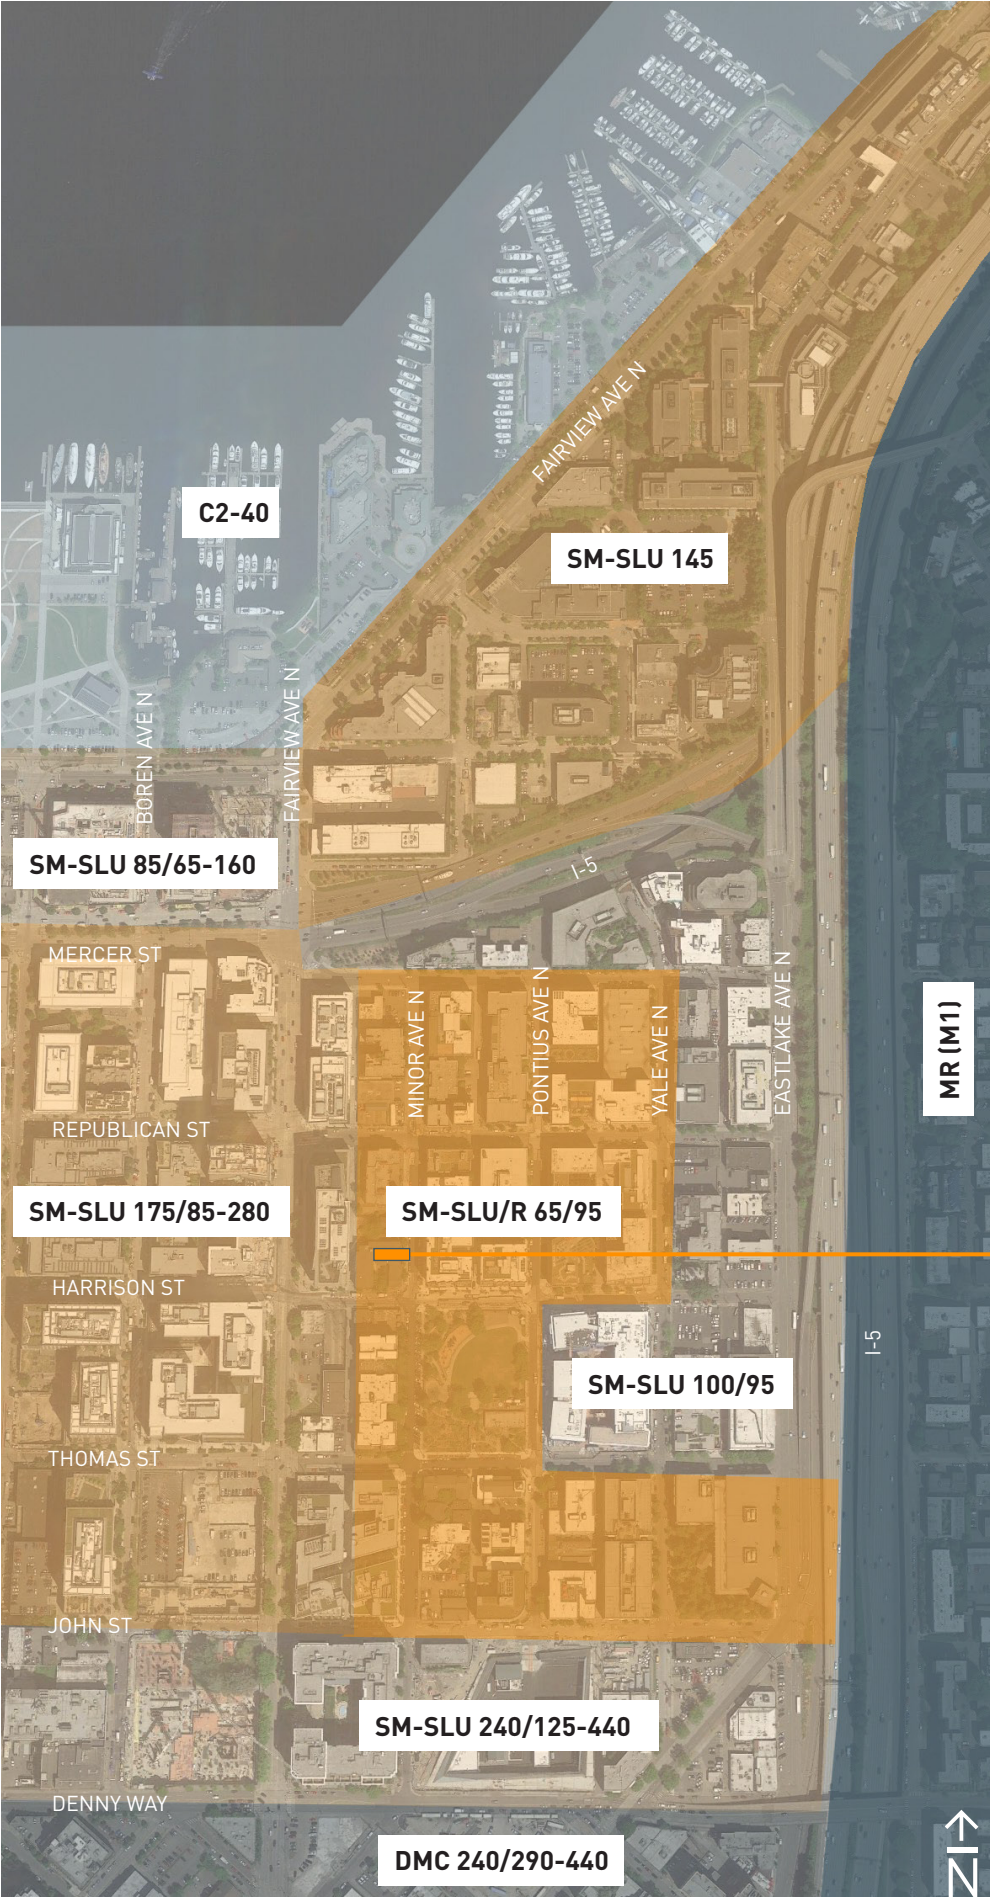 C2-40
FAIRVIEW AVE N
SM-SLU 145
BOREN AVE N
FAIRVIEW AVE N
SM-SLU 85/65-160
I-5
MERCER ST
MINOR AVE N
PONTIUS AVE N
YALE AVE N
EASTLAKE AVE N
MR (M1)
REPUBLICAN ST
SM-SLU 175/85-280
SM-SLU/R 65/95
HARRISON ST
I-5
SM-SLU 100/95
THOMAS ST
JOHN ST
SM-SLU 240/125-440
DENNY WAY
DMC 240/290-440
N